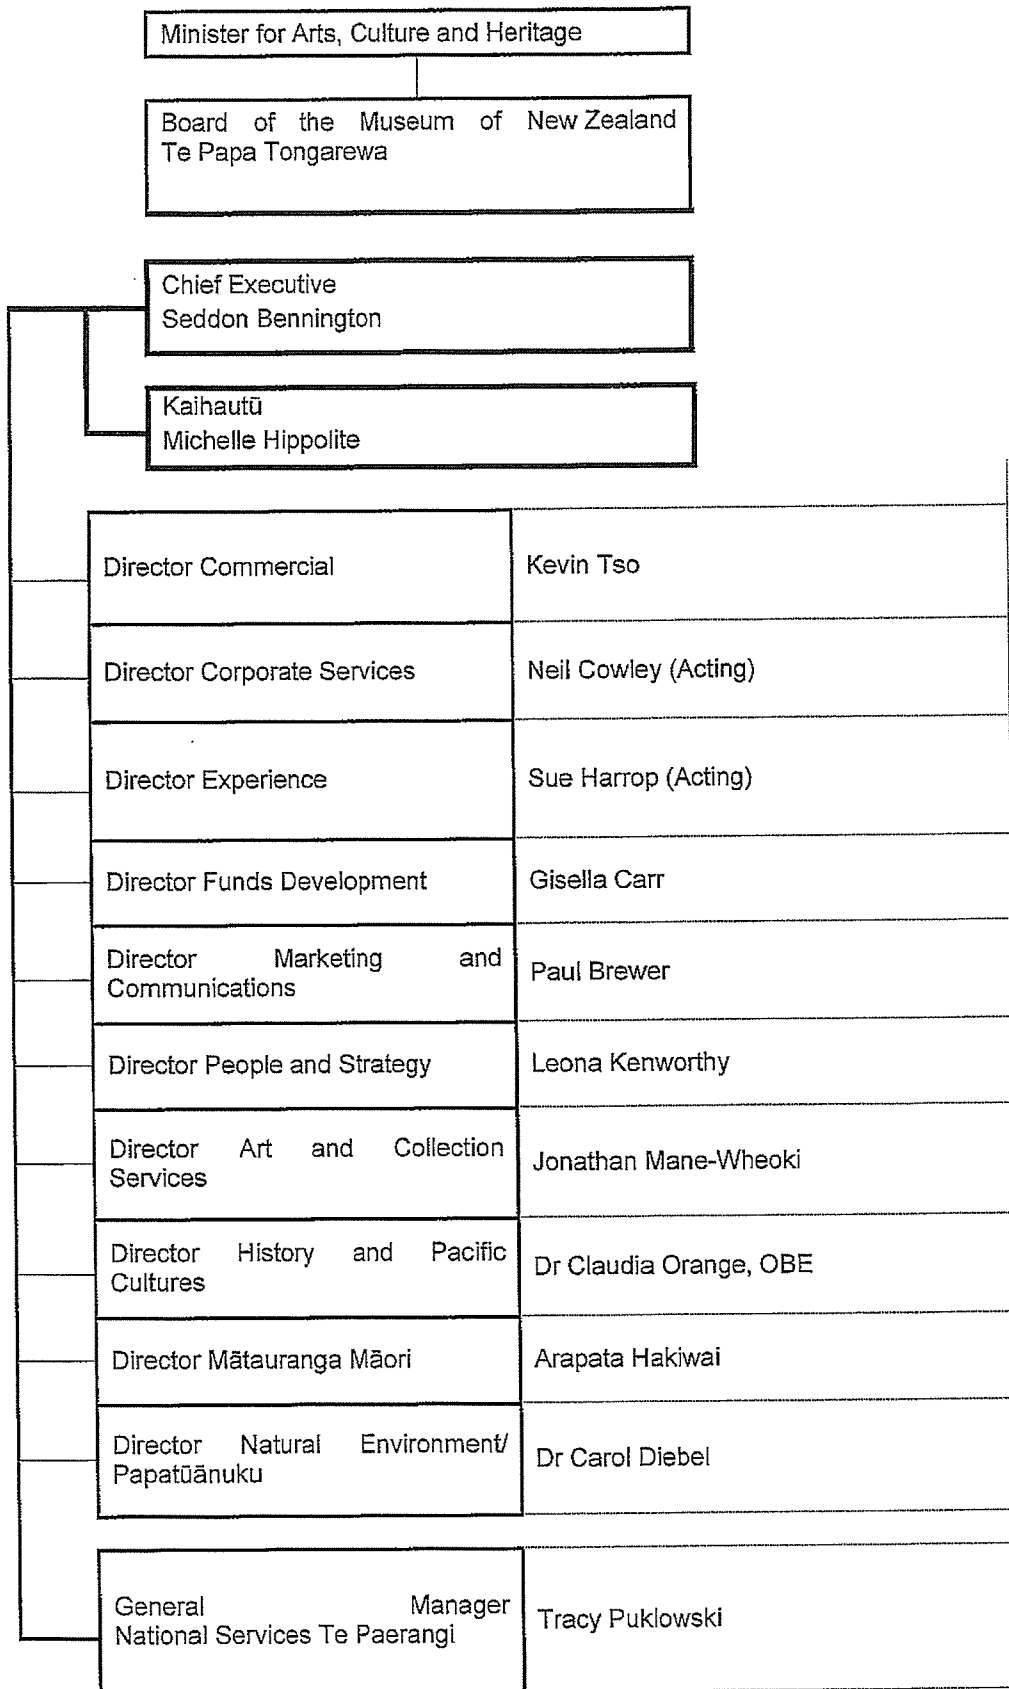 Minister for Arts, Culture and Heritage
Board of the Museum of New Zealand
Te Papa Tongarewa
Chief Executive
Seddon Bennington
Kaihautū
Michelle Hippolite
Director Commercial
Kevin Tso
Director Corporate Services
Neil Cowley (Acting)
Director Experience
Sue Harrop (Acting)
Director Funds Development
Gisella Carr
Director Marketing and
Communications
Paul Brewer
Director People and Strategy
Leona Kenworthy
Director Art and Collection
Services
Jonathan Mane-Wheoki
Director History and Pacific
Cultures
Dr Claudia Orange, OBE
Director Mātauranga Māori
Arapata Hakiwai
Director Natural Environment/
Papatūānuku
Dr Carol Diebel
General Manager
National Services Te Paerangi
Tracy Puklowski